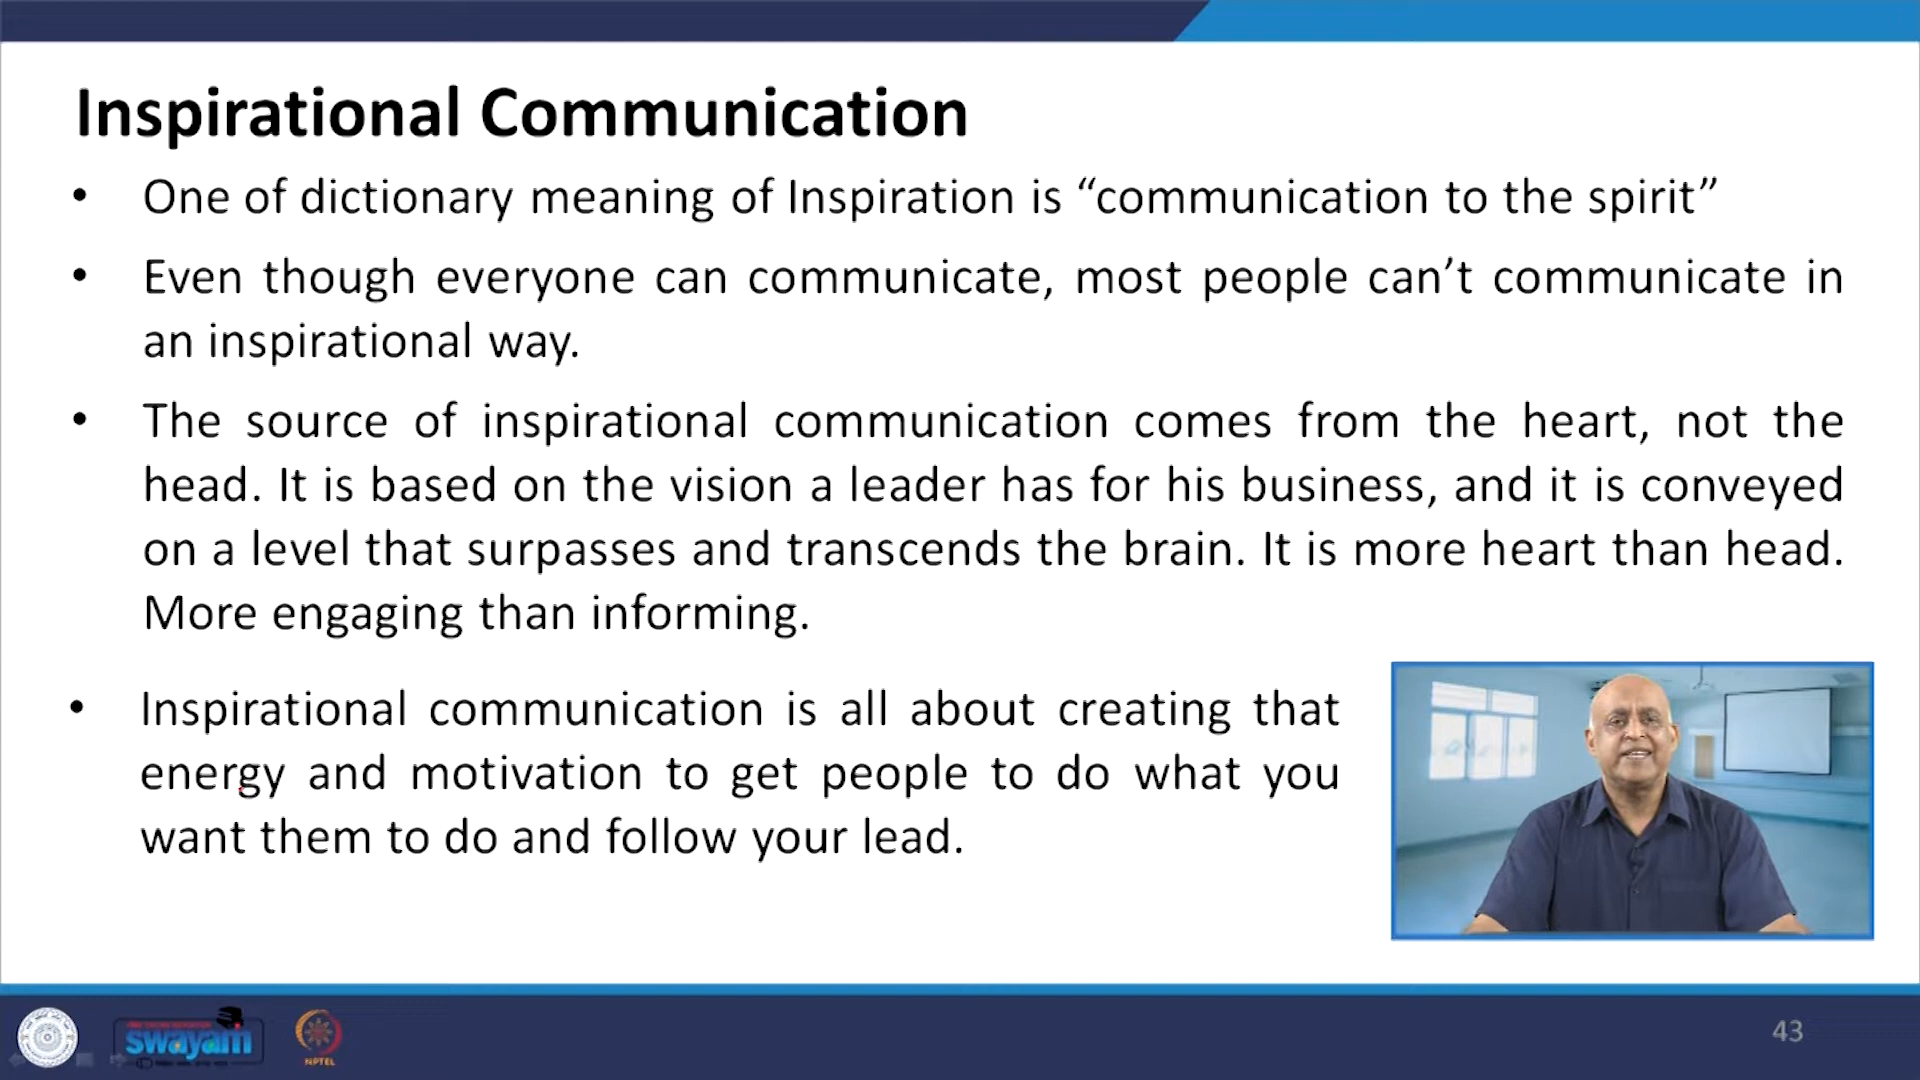 Inspirational Communication
• One of dictionary meaning of Inspiration is “communication to the spirit”
• Even though everyone can communicate, most people can’t communicate in
an inspirational way.
• The source of inspirational communication comes from the heart, not the
head. It is based on the vision a leader has for his business, and it is conveyed
on a level that surpasses and transcends the brain. It is more heart than head.
More engaging than informing.
• Inspirational communication is all about creating that
energy and motivation to get people to do what you
want them to do and follow your lead.
swayam
NPTEL
43